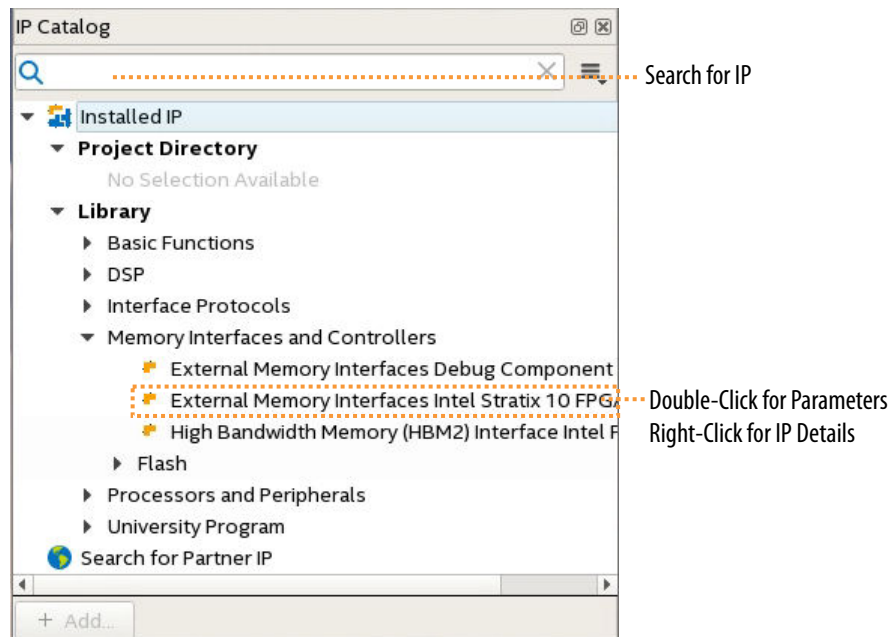 IP Catalog
Search for IP
Installed IP
Project Directory
No Selection Available
Library
Basic Functions
DSP
Interface Protocols
Memory Interfaces and Controllers
External Memory Interfaces Debug Component
External Memory Interfaces Intel Stratix 10 FPGA
Double-Click for Parameters
High Bandwidth Memory (HBM2) Interface Intel F
Right-Click for IP Details
Flash
Processors and Peripherals
University Program
Search for Partner IP
+ Add...